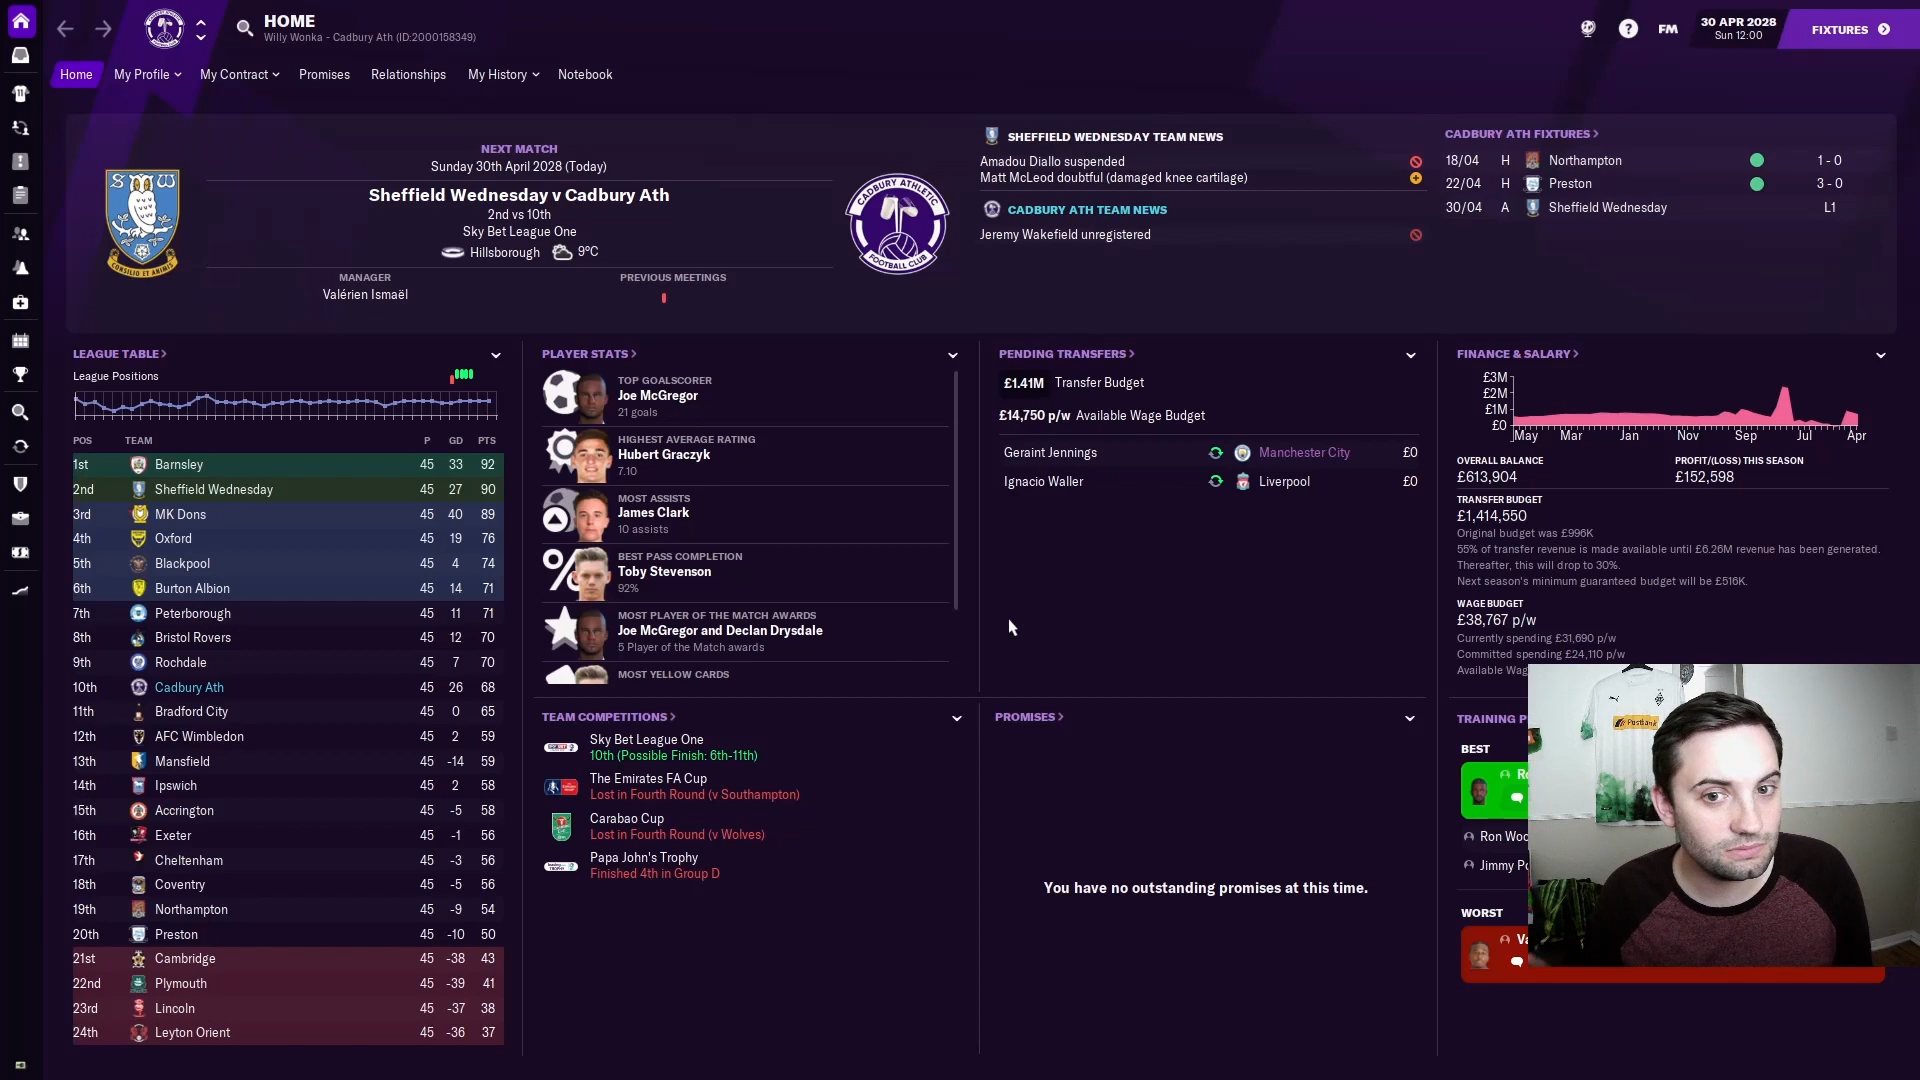 HOME
Willy Wonka - Cadbury Ath (ID:2000158349)
FM
30 APR 2028
Sun 12:00
FIXTURES
Home
My Profile
My Contract
Promises
Relationships
My History
Notebook
NEXT MATCH
Sunday 30th April 2028 (Today)
Sheffield Wednesday v Cadbury Ath
2nd vs 10th
Sky Bet League One
Hillsborough 9°C
MANAGER
Valérien Ismaël
PREVIOUS MEETINGS
CADBURY ATHLETIC
FOOTBALL CLUB
SHEFFIELD WEDNESDAY TEAM NEWS
Amadou Diallo suspended
Matt McLeod doubtful (damaged knee cartilage)
CADBURY ATH TEAM NEWS
Jeremy Wakefield unregistered
CADBURY ATH FIXTURES
18/04 H Northampton 1 - 0
22/04 H Preston 3 - 0
30/04 A Sheffield Wednesday L1
LEAGUE TABLE
League Positions
POS TEAM P GD PTS
1st Barnsley 45 33 92
2nd Sheffield Wednesday 45 27 90
3rd MK Dons 45 40 89
4th Oxford 45 19 76
5th Blackpool 45 4 74
6th Burton Albion 45 14 71
7th Peterborough 45 11 71
8th Bristol Rovers 45 12 70
9th Rochdale 45 7 70
10th Cadbury Ath 45 26 68
11th Bradford City 45 0 65
12th AFC Wimbledon 45 2 59
13th Mansfield 45 -14 59
14th Ipswich 45 2 58
15th Accrington 45 -5 58
16th Exeter 45 -1 56
17th Cheltenham 45 -3 56
18th Coventry 45 -5 56
19th Northampton 45 -9 54
20th Preston 45 -10 50
21st Cambridge 45 -38 43
22nd Plymouth 45 -39 41
23rd Lincoln 45 -37 38
24th Leyton Orient 45 -36 37
PLAYER STATS
TOP GOALSCORER
Joe McGregor
21 goals
HIGHEST AVERAGE RATING
Hubert Graczyk
7.10
MOST ASSISTS
James Clark
10 assists
BEST PASS COMPLETION
Toby Stevenson
92%
MOST PLAYER OF THE MATCH AWARDS
Joe McGregor and Declan Drysdale
5 Player of the Match awards
MOST YELLOW CARDS
TEAM COMPETITIONS
Sky Bet League One
10th (Possible Finish: 6th-11th)
The Emirates FA Cup
Lost in Fourth Round (v Southampton)
Carabao Cup
Lost in Fourth Round (v Wolves)
Papa John's Trophy
Finished 4th in Group D
PENDING TRANSFERS
£1.41M Transfer Budget
£14,750 p/w Available Wage Budget
Geraint Jennings Manchester City £0
Ignacio Waller Liverpool £0
PROMISES
You have no outstanding promises at this time.
FINANCE & SALARY
£3M
£2M
£1M
£0
May Mar Jan Nov Sep Jul Apr
OVERALL BALANCE
£613,904
PROFIT/(LOSS) THIS SEASON
£152,598
TRANSFER BUDGET
£1,414,550
Original budget was £996K
55% of transfer revenue is made available until £6.26M revenue has been generated.
Thereafter, this will drop to 30%.
Next season's minimum guaranteed budget will be £516K.
WAGE BUDGET
£38,767 p/w
Currently spending £31,690 p/w
Committed spending £24,110 p/w
Available Wag
TRAINING P
BEST
Ro
Ron Woo
Jimmy Po
WORST
Va
Postbank